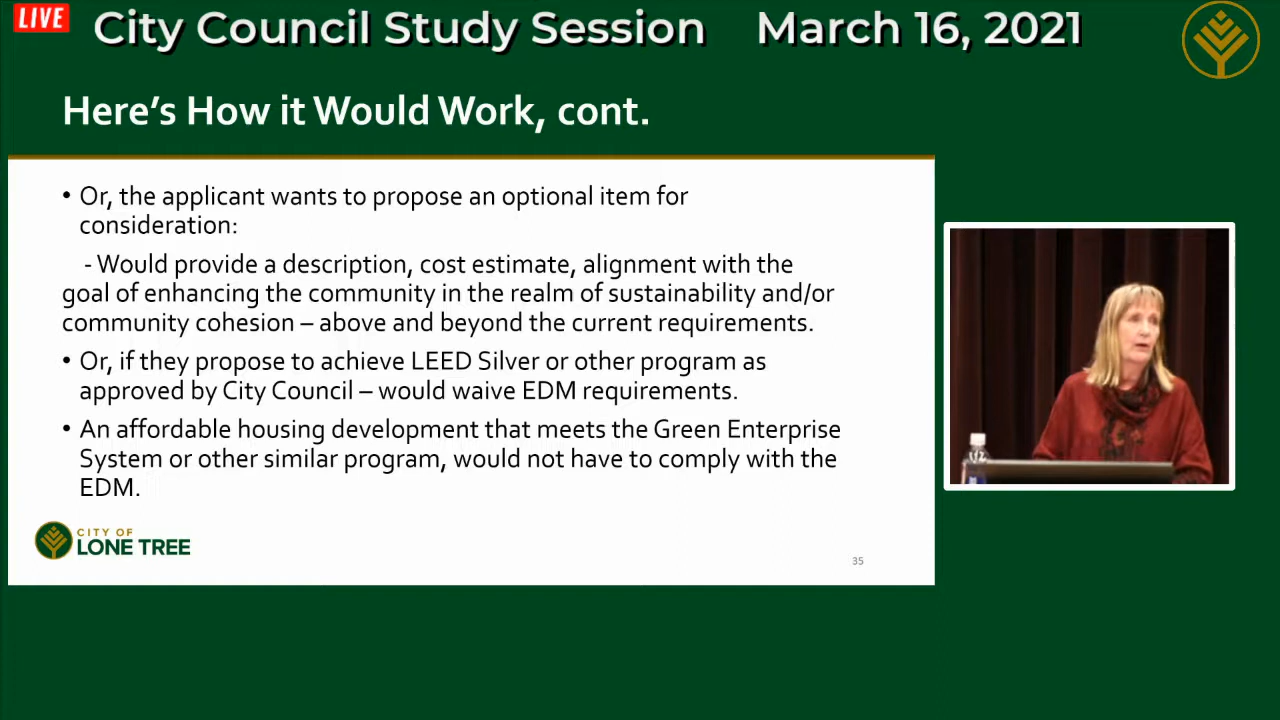 LIVE
City Council Study Session March 16, 2021
Here's How it Would Work, cont.
• Or, the applicant wants to propose an optional item for
consideration:
- Would provide a description, cost estimate, alignment with the
goal of enhancing the community in the realm of sustainability and/or
community cohesion – above and beyond the current requirements.
• Or, if they propose to achieve LEED Silver or other program as
approved by City Council – would waive EDM requirements.
• An affordable housing development that meets the Green Enterprise
System or other similar program, would not have to comply with the
EDM.
CITY OF
LONE TREE
35